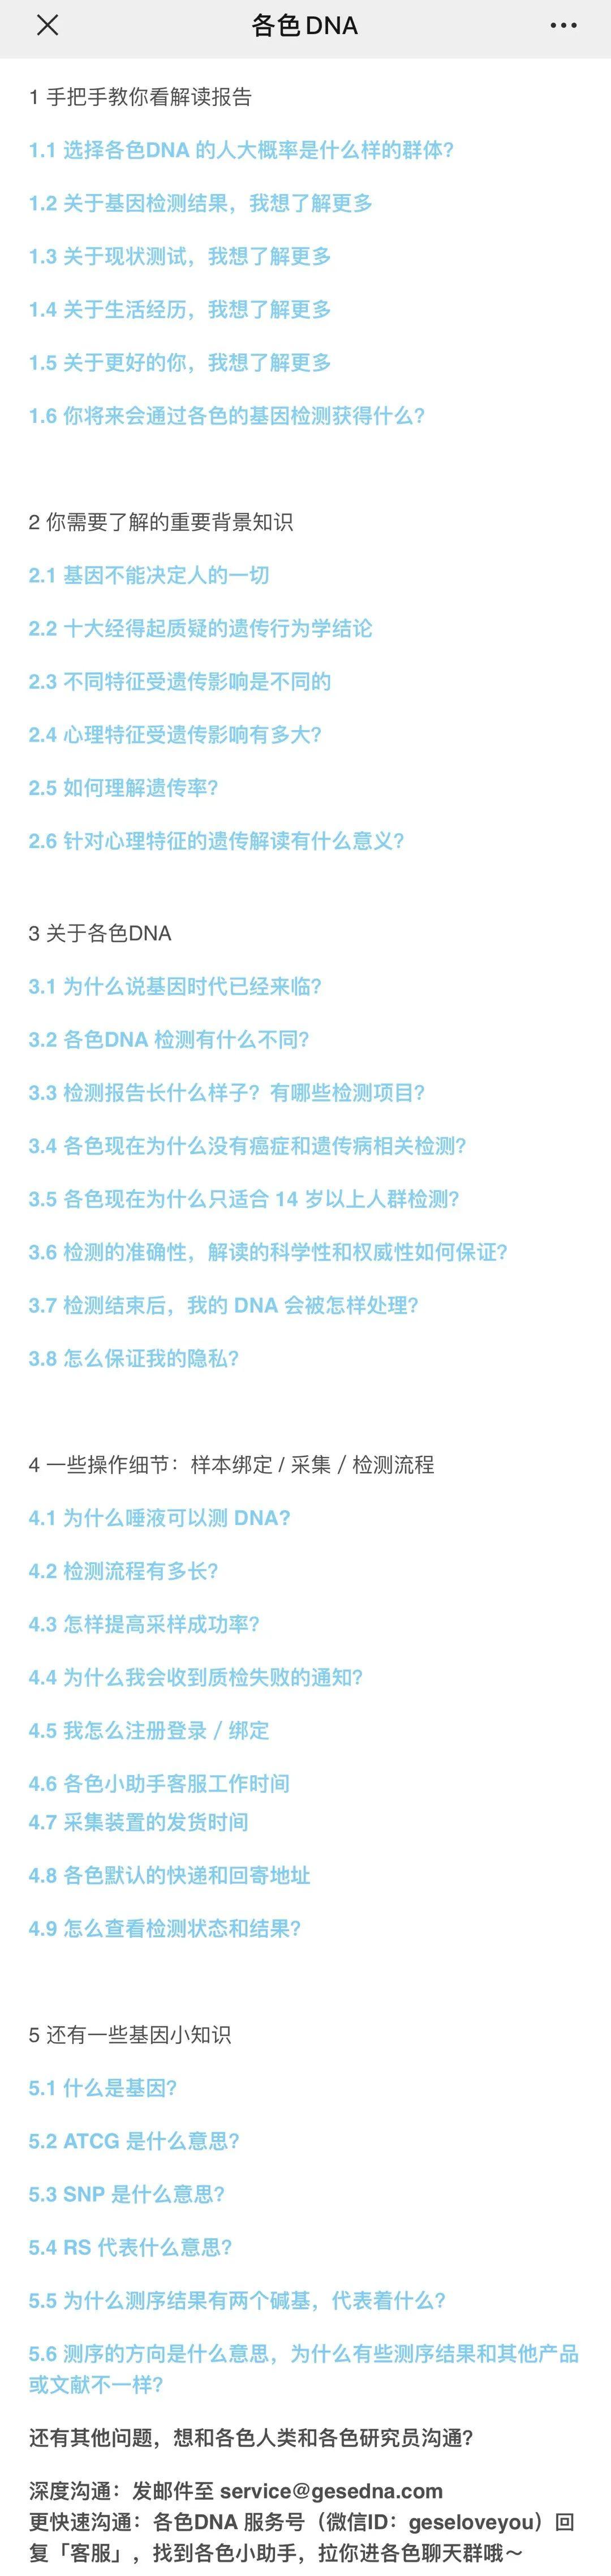 各色DNA
1 手把手教你看解读报告
1.1 选择各色DNA 的人大概率是什么样的群体？
1.2 关于基因检测结果，我想了解更多
1.3 关于现状测试，我想了解更多
1.4 关于生活经历，我想了解更多
1.5 关于更好的你，我想了解更多
1.6 你将来会通过各色的基因检测获得什么？
2 你需要了解的重要背景知识
2.1 基因不能决定人的一切
2.2 十大经得起质疑的遗传行为学结论
2.3 不同特征受遗传影响是不同的
2.4 心理特征受遗传影响有多大？
2.5 如何理解遗传率？
2.6 针对心理特征的遗传解读有什么意义？
3 关于各色DNA
3.1 为什么说基因时代已经来临？
3.2 各色DNA 检测有什么不同？
3.3 检测报告长什么样子？有哪些检测项目？
3.4 各色现在为什么没有癌症和遗传病相关检测？
3.5 各色现在为什么只适合 14 岁以上人群检测？
3.6 检测的准确性，解读的科学性和权威性如何保证？
3.7 检测结束后，我的 DNA 会被怎样处理？
3.8 怎么保证我的隐私？
4 一些操作细节：样本绑定 / 采集 / 检测流程
4.1 为什么唾液可以测 DNA?
4.2 检测流程有多长？
4.3 怎样提高采样成功率？
4.4 为什么我会收到质检失败的通知？
4.5 我怎么注册登录 / 绑定
4.6 各色小助手客服工作时间
4.7 采集装置的发货时间
4.8 各色默认的快递和回寄地址
4.9 怎么查看检测状态和结果？
5 还有一些基因小知识
5.1 什么是基因？
5.2 ATCG 是什么意思？
5.3 SNP 是什么意思？
5.4 RS 代表什么意思？
5.5 为什么测序结果有两个碱基，代表着什么？
5.6 测序的方向是什么意思，为什么有些测序结果和其他产品
或文献不一样？
还有其他问题，想和各色人类和各色研究员沟通？
深度沟通：发邮件至 service@gesedna.com
更快速沟通：各色DNA 服务号（微信ID：geseloveyou）回
复「客服」，找到各色小助手，拉你进各色聊天群哦～